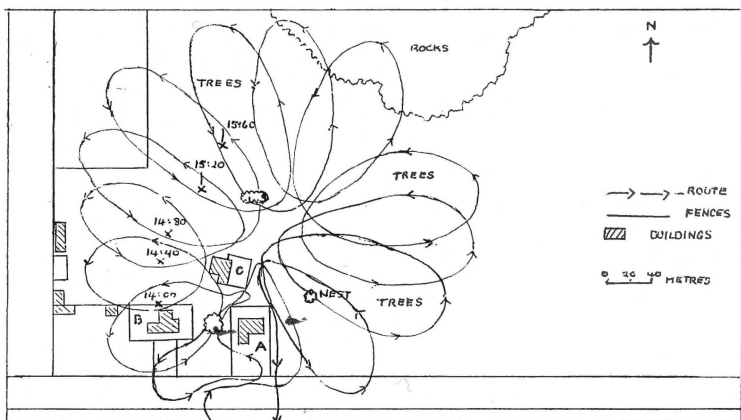 N
ROCKS
TREES
15:60
15:20
TREES
ROUTE
FENCES
BUILDINGS
14:80
14:40
C
0 20 40 METRES
NEST
TREES
14:00
B
A